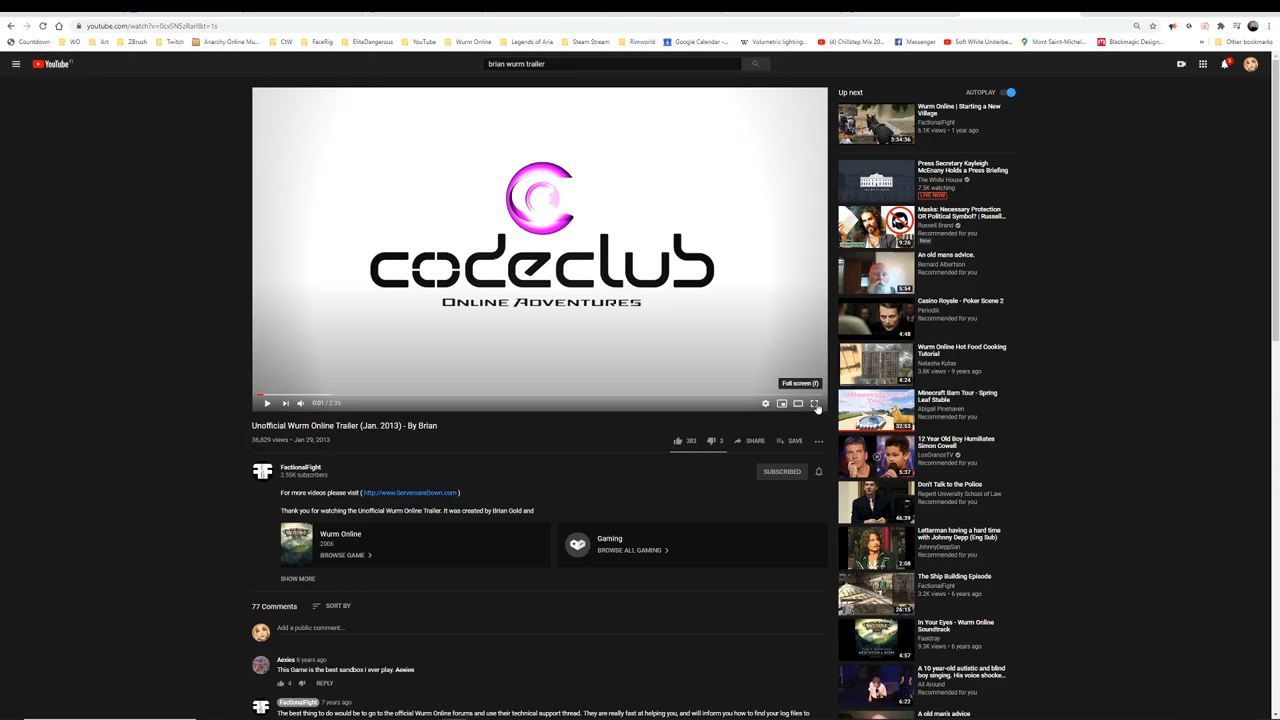 youtube.com/watch?v=0cxSN5zRarI&t=1s
Countdown WO Art ZBrush Twitch Anarchy Online Mu... CtW FaceRig EliteDangerous YouTube Wurm Online Legends of Aria Steam Stream Rimworld Google Calendar -... Volumetric lighting... (4) Chillstep Mix 20... Messenger Soft White Underbe... Mont Saint-Michel... Blackmagic Design... » Other bookmarks
YouTube FI
brian wurm trailer
codeclub
ONLINE ADVENTURES
Full screen (f)
0:01 / 2:35
Unofficial Wurm Online Trailer (Jan. 2013) - By Brian
36,829 views • Jan 29, 2013
383 3 SHARE SAVE
FactionalFight
2.55K subscribers
SUBSCRIBED
For more videos please visit ( http://www.ServersareDown.com )
Thank you for watching the Unofficial Wurm Online Trailer. It was created by Brian Gold and
Wurm Online
2006
BROWSE GAME
Gaming
BROWSE ALL GAMING
SHOW MORE
77 Comments SORT BY
Add a public comment...
Aexies 6 years ago
This Game is the best sandbox i ever play. Aexies
4 REPLY
FactionalFight 7 years ago
The best thing to do would be to go to the official Wurm Online forums and use their technical support thread. They are really fast at helping you, and will inform you how to find your log files to
Up next
AUTOPLAY
Wurm Online | Starting a New
Village
FactionalFight
6.1K views • 1 year ago
3:34:36
Press Secretary Kayleigh
McEnany Holds a Press Briefing
The White House
7.5K watching
LIVE NOW
Masks: Necessary Protection
OR Political Symbol? | Russell...
Russell Brand
Recommended for you
New
9:26
An old mans advice.
Bernard Albertson
Recommended for you
5:54
Casino Royale - Poker Scene 2
Periodik
Recommended for you
4:48
Wurm Online Hot Food Cooking
Tutorial
Natasha Kutas
3.8K views • 9 years ago
4:24
Minecraft Barn Tour - Spring
Leaf Stable
Abigail Pinehaven
Recommended for you
32:53
12 Year Old Boy Humiliates
Simon Cowell
LosGranosTV
Recommended for you
5:37
Don't Talk to the Police
Regent University School of Law
Recommended for you
46:39
Letterman having a hard time
with Johnny Depp (Eng Sub)
JohnnyDeppSan
Recommended for you
2:08
The Ship Building Episode
FactionalFight
3.2K views • 6 years ago
26:15
In Your Eyes - Wurm Online
Soundtrack
Faeldray
9.3K views • 6 years ago
4:57
A 10 year-old autistic and blind
boy singing. His voice shocke...
All Around
Recommended for you
6:22
An old man's advice